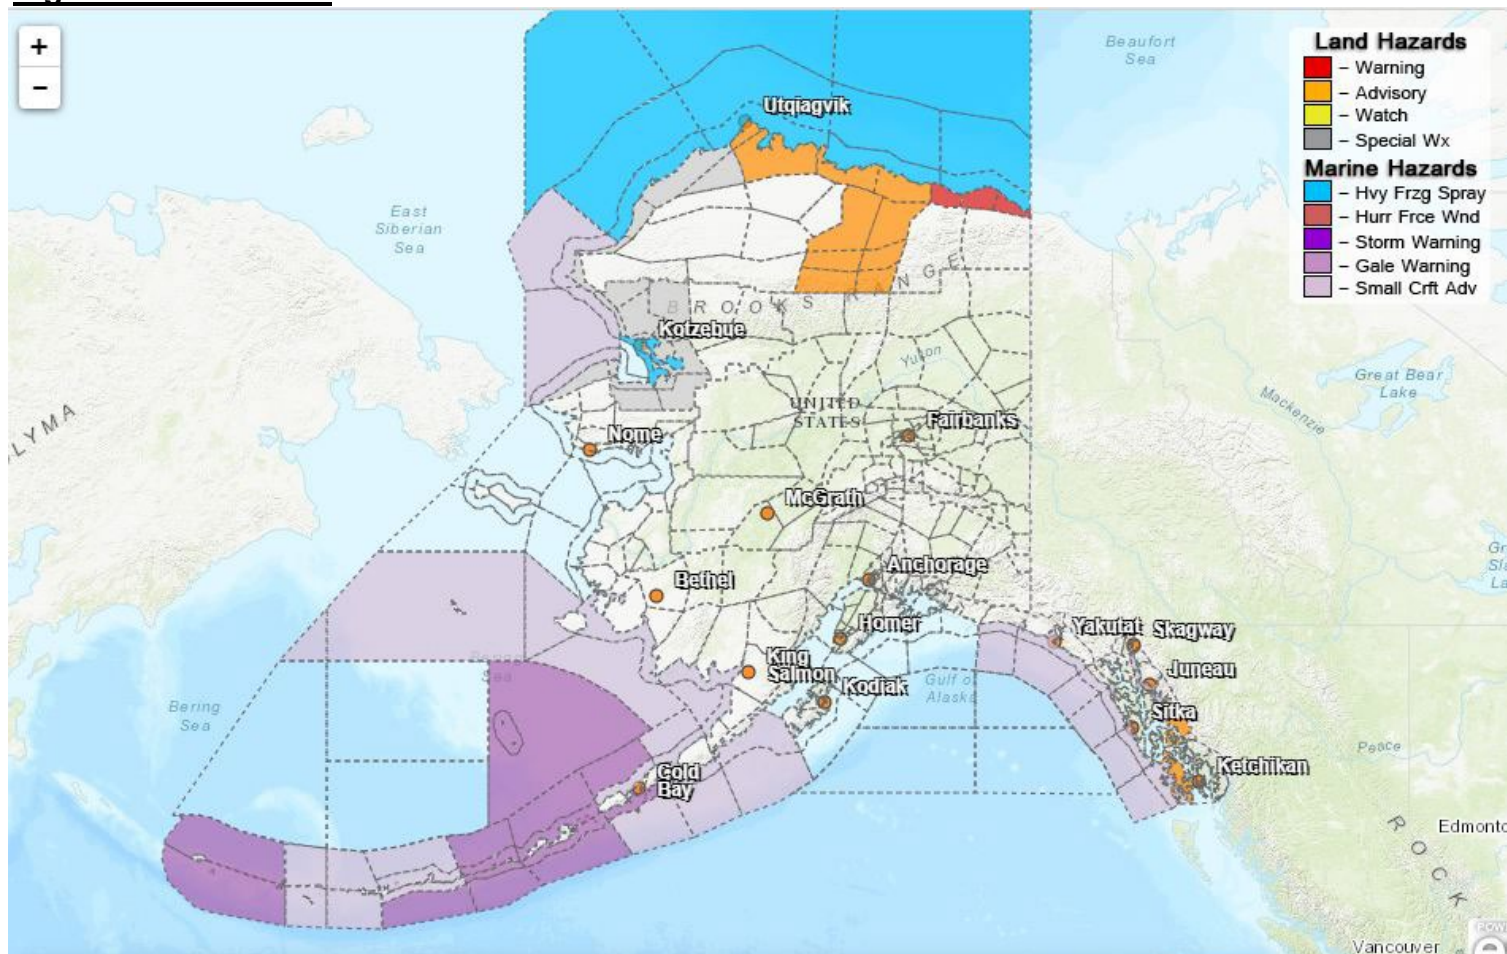 +
−
Beaufort
Sea
Land Hazards
– Warning
– Advisory
– Watch
– Special Wx
Marine Hazards
– Hvy Frzg Spray
– Hurr Frce Wnd
– Storm Warning
– Gale Warning
– Small Crft Adv
Utqiagvik
East
Siberian
Sea
BROOKS RANGE
Kotzebue
Yukon
Great Bear
Lake
Mackenzie
UNITED
STATES
LYMA
Fairbanks
Nome
McGrath
Anchorage
Bethel
Homer
Yakutat
Skagway
King
Salmon
Juneau
Kodiak
Gulf of
Alaska
Bering
Sea
Sitka
Peace
Cold
Bay
Ketchikan
Edmonto
ROCK
Vancouver